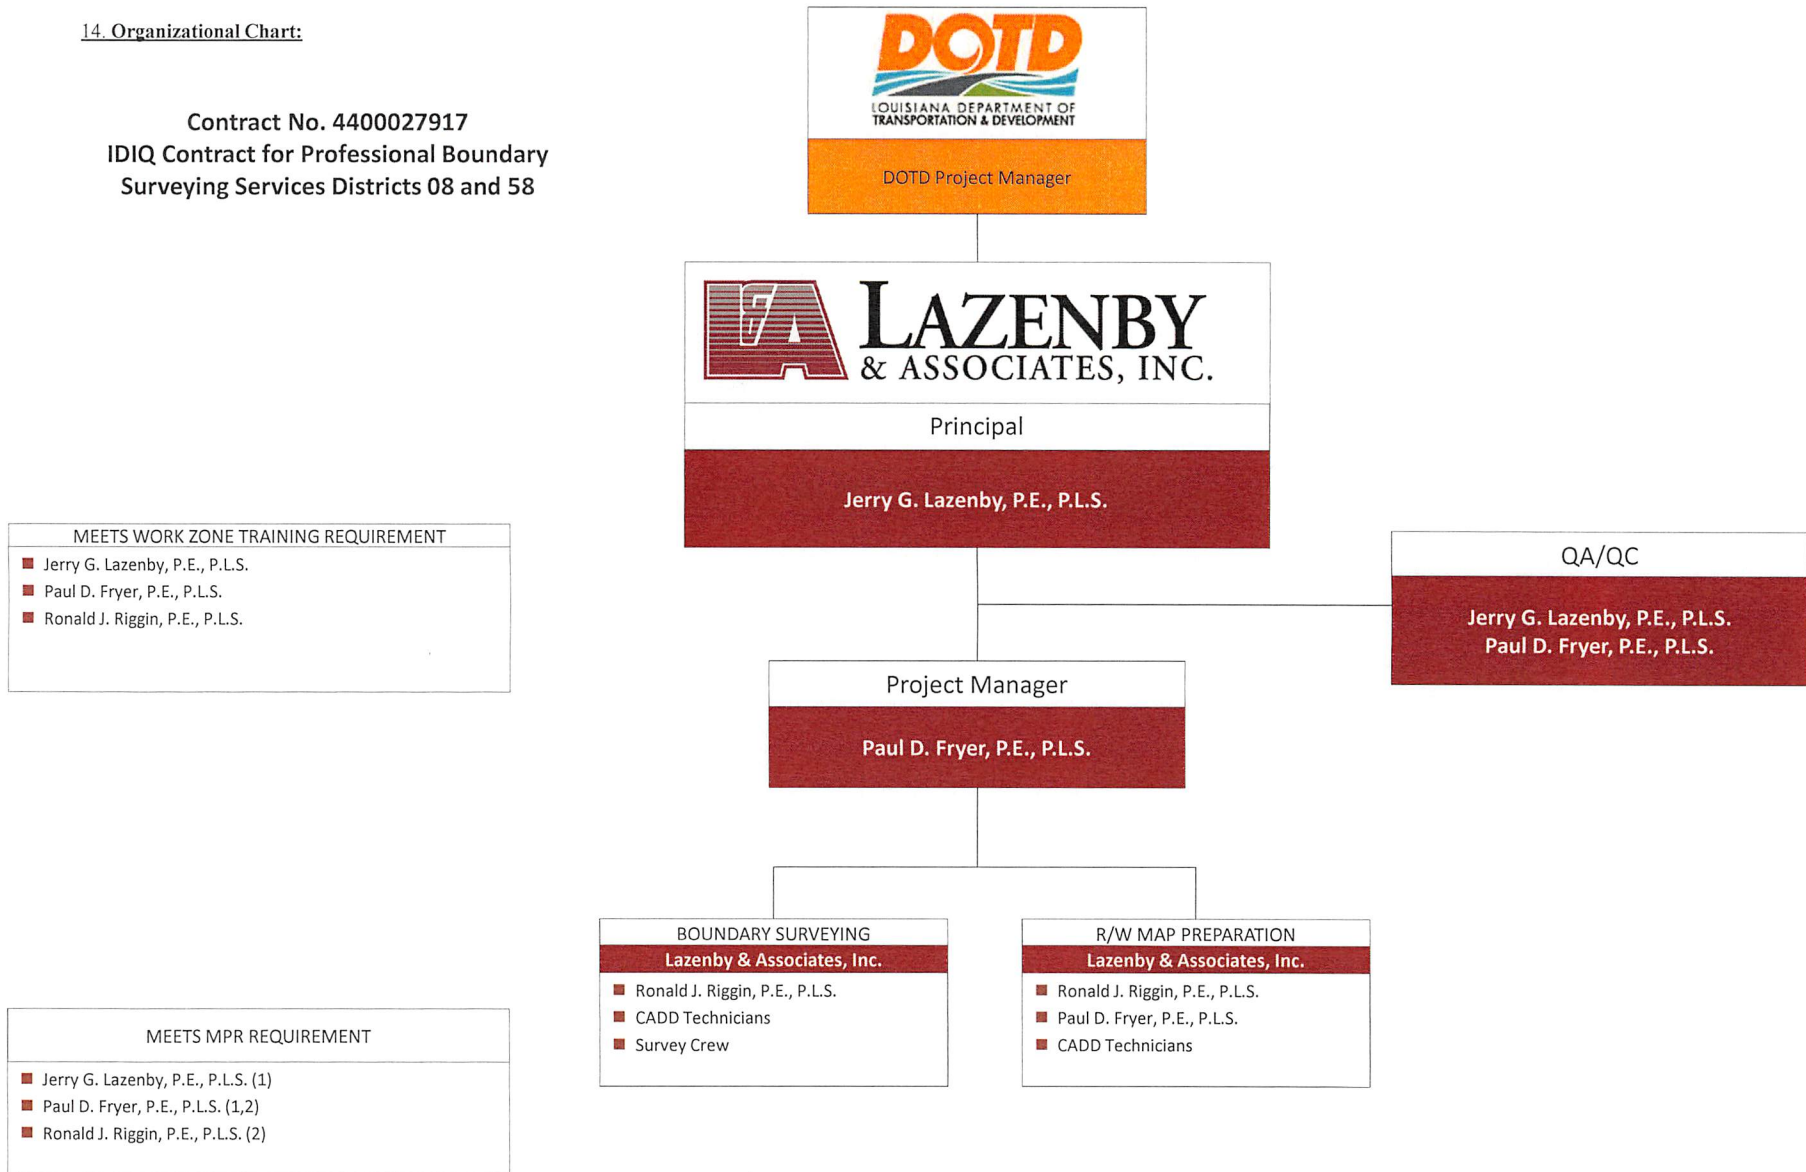 14. Organizational Chart:
Contract No. 4400027917
IDIQ Contract for Professional Boundary
Surveying Services Districts 08 and 58
DOTD
LOUISIANA DEPARTMENT OF
TRANSPORTATION & DEVELOPMENT
DOTD Project Manager
L&A
LAZENBY
& ASSOCIATES, INC.
Principal
Jerry G. Lazenby, P.E., P.L.S.
MEETS WORK ZONE TRAINING REQUIREMENT
Jerry G. Lazenby, P.E., P.L.S.
Paul D. Fryer, P.E., P.L.S.
Ronald J. Riggin, P.E., P.L.S.
QA/QC
Jerry G. Lazenby, P.E., P.L.S.
Paul D. Fryer, P.E., P.L.S.
Project Manager
Paul D. Fryer, P.E., P.L.S.
BOUNDARY SURVEYING
Lazenby & Associates, Inc.
Ronald J. Riggin, P.E., P.L.S.
CADD Technicians
Survey Crew
R/W MAP PREPARATION
Lazenby & Associates, Inc.
Ronald J. Riggin, P.E., P.L.S.
Paul D. Fryer, P.E., P.L.S.
CADD Technicians
MEETS MPR REQUIREMENT
Jerry G. Lazenby, P.E., P.L.S. (1)
Paul D. Fryer, P.E., P.L.S. (1,2)
Ronald J. Riggin, P.E., P.L.S. (2)